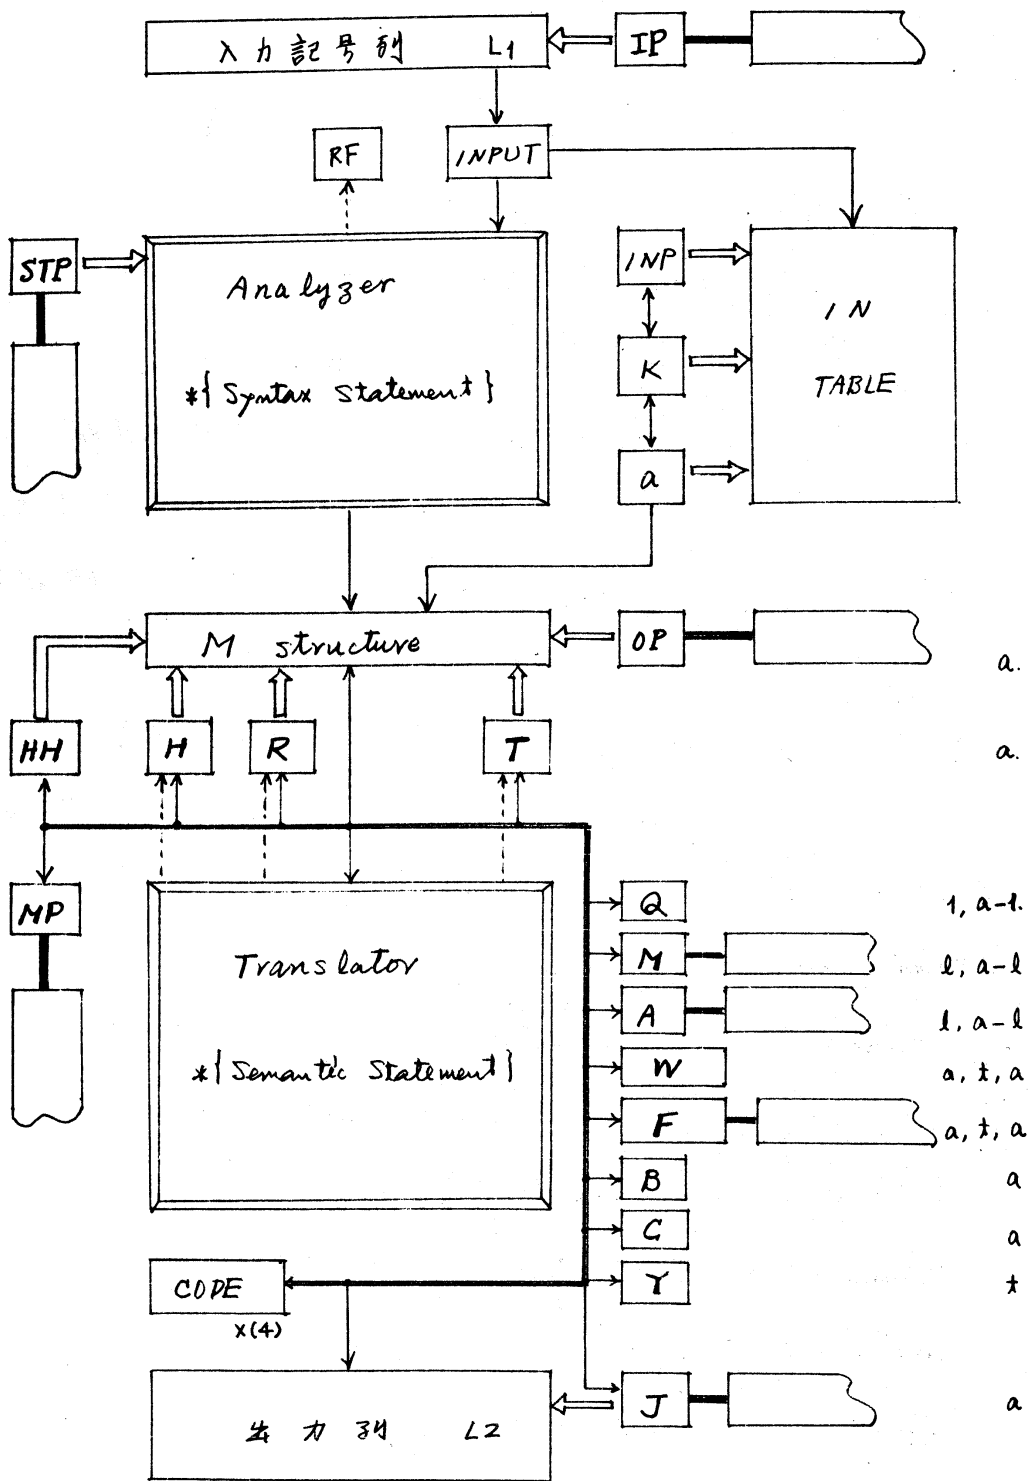 入力記号列 L1
IP
RF
INPUT
STP
Analyzer
*{ Syntax Statement }
INP
K
a
IN
TABLE
M structure
OP
a.
HH
H
R
T
a.
MP
Translator
*{ Semantic Statement }
Q
1, a-1.
M
l, a-l
A
l, a-l
W
a, t, a
F
a, t, a
B
a
C
a
Y
t
CODE
X(4)
J
a
出力列 L2